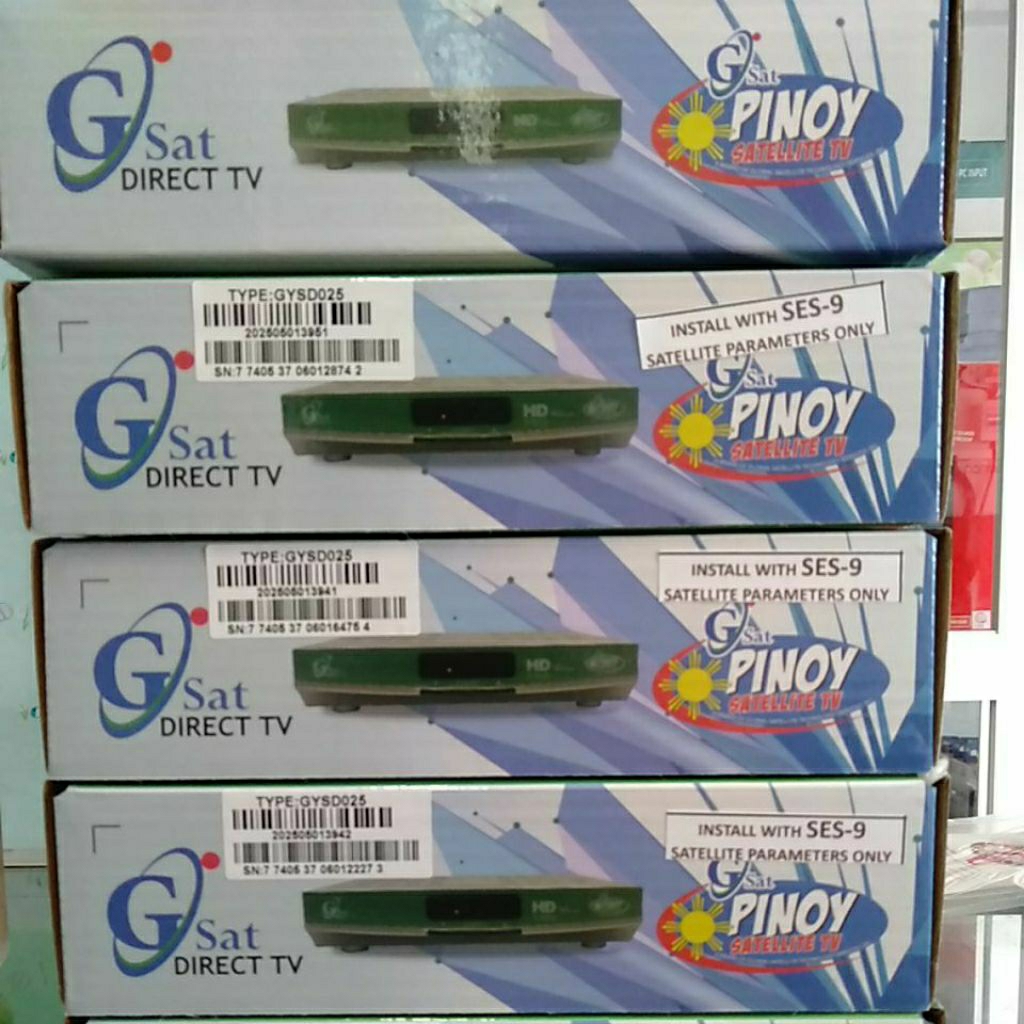 G Sat
DIRECT TV
HD
G Sat
PINOY
SATELLITE TV
PC INPUT
TYPE:GYSD025
202505013951
SN:7 7405 37 06012874 2
INSTALL WITH SES-9
SATELLITE PARAMETERS ONLY
G Sat
DIRECT TV
HD
G Sat
PINOY
SATELLITE TV
TYPE:GYSD025
202505013941
SN:7 7405 37 06016475 4
INSTALL WITH SES-9
SATELLITE PARAMETERS ONLY
G Sat
DIRECT TV
HD
G Sat
PINOY
SATELLITE TV
TYPE:GYSD025
202505013942
SN:7 7405 37 06012227 3
INSTALL WITH SES-9
SATELLITE PARAMETERS ONLY
G Sat
DIRECT TV
HD
G Sat
PINOY
SATELLITE TV